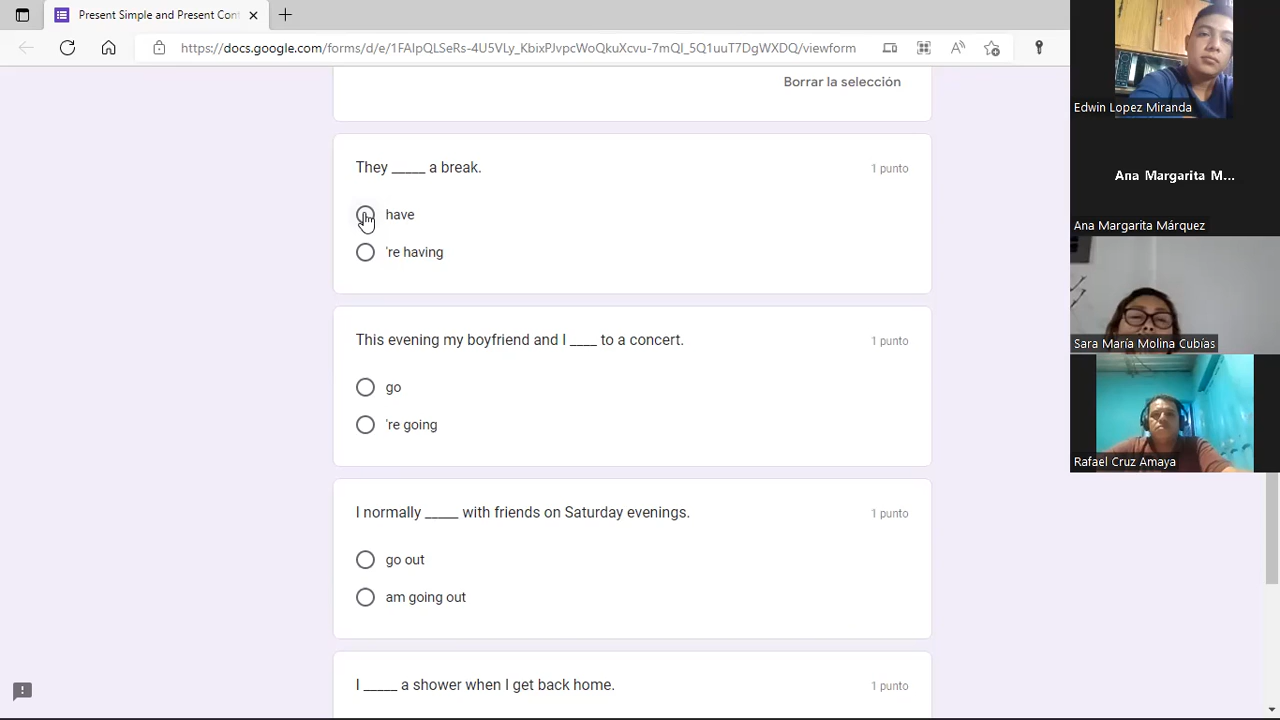 Present Simple and Present Cont
https://docs.google.com/forms/d/e/1FAIpQLSeRs-4U5VLy_KbixPJvpcWoQkuXcvu-7mQI_5Q1uuT7DgWXDQ/viewform
Borrar la selección
They _____ a break.
1 punto
have
're having
This evening my boyfriend and I ____ to a concert.
1 punto
go
're going
I normally _____ with friends on Saturday evenings.
1 punto
go out
am going out
I _____ a shower when I get back home.
1 punto
Edwin Lopez Miranda
Ana Margarita M...
Ana Margarita Márquez
Sara María Molina Cubías
Rafael Cruz Amaya